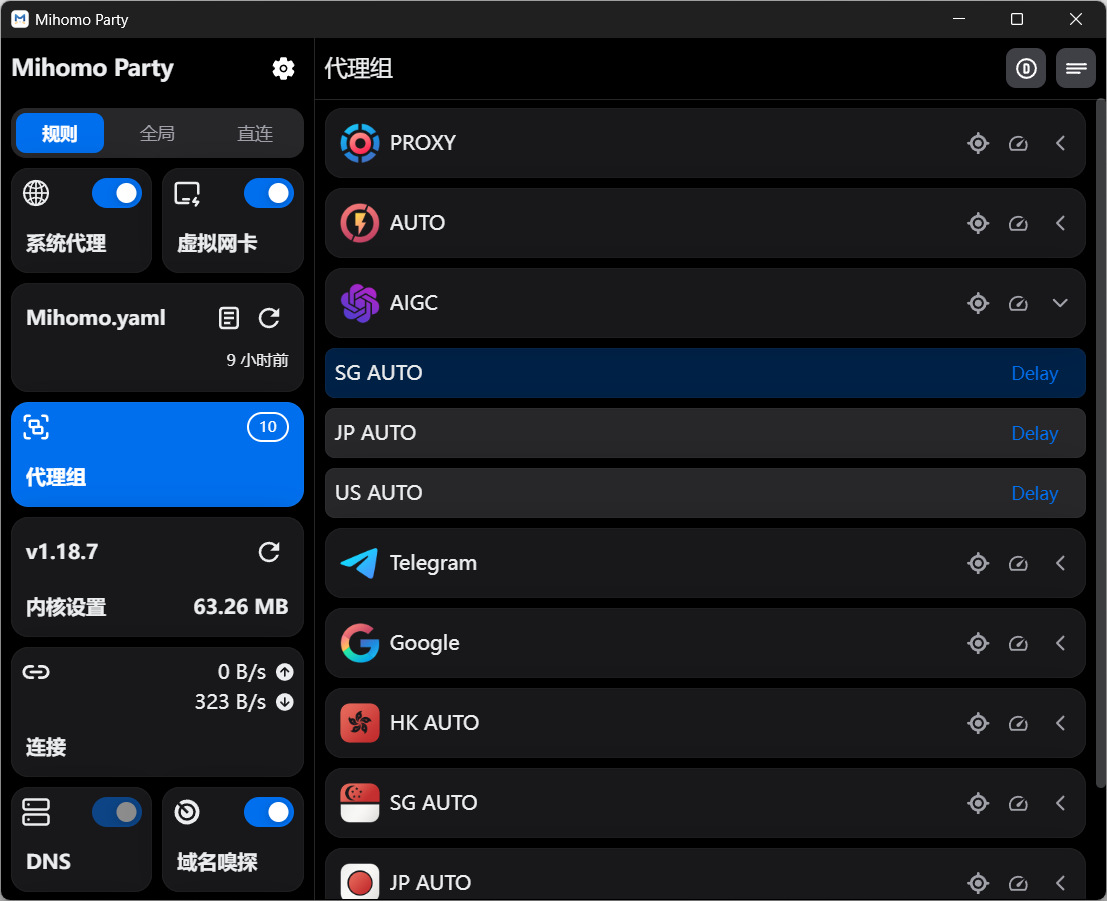 Mihomo Party
Mihomo Party
规则
全局
直连
系统代理
虚拟网卡
Mihomo.yaml
9 小时前
10
代理组
v1.18.7
内核设置
63.26 MB
0 B/s
323 B/s
连接
DNS
域名嗅探
代理组
PROXY
AUTO
AIGC
SG AUTO
Delay
JP AUTO
Delay
US AUTO
Delay
Telegram
Google
HK AUTO
SG AUTO
JP AUTO